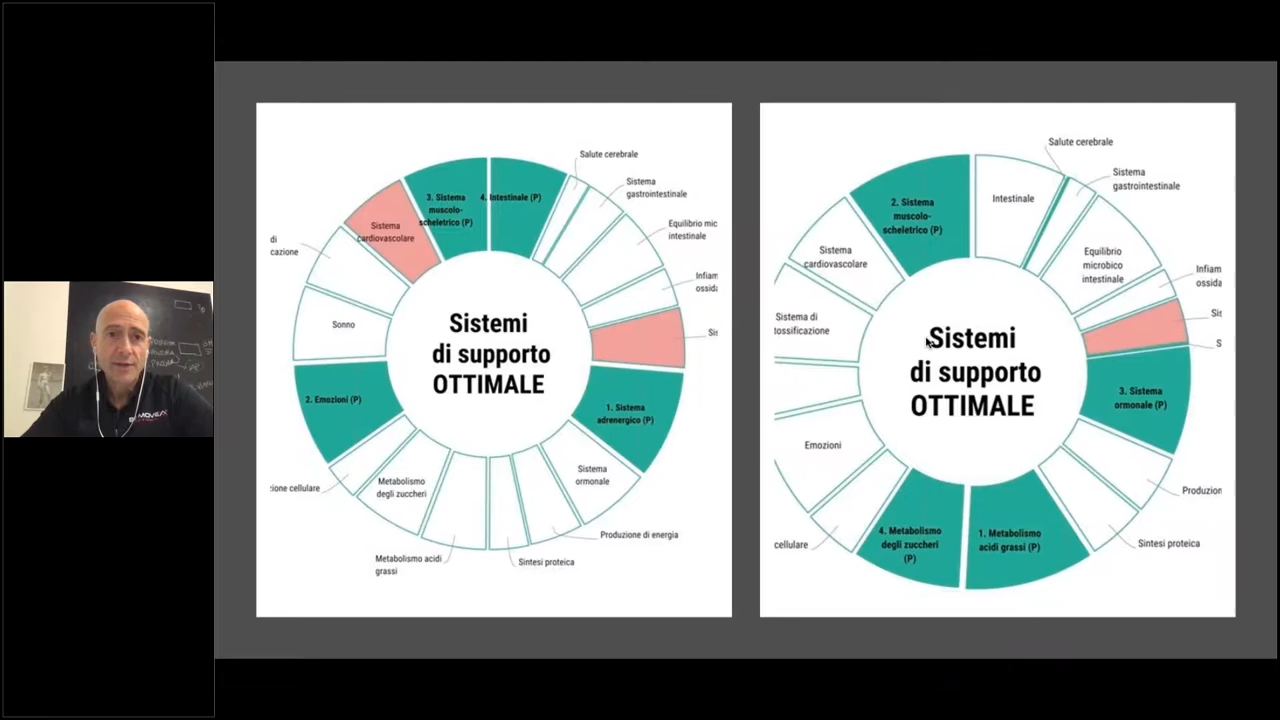 Salute cerebrale
Sistema
gastrointestinale
Equilibrio mic
intestinale
Infiam
ossida
Sis
1. Sistema
adrenergico (P)
Sistema
ormonale
Produzione di energia
Sintesi proteica
Metabolismo acidi
grassi
Metabolismo
degli zuccheri
ione cellulare
2. Emozioni (P)
Sonno
di
cazione
Sistema
cardiovascolare
3. Sistema
muscolo-
scheletrico (P)
4. Intestinale (P)
Sistemi
di supporto
OTTIMALE
Salute cerebrale
Sistema
gastrointestinale
Intestinale
Equilibrio
microbico
intestinale
Infiam
ossida
Sis
S
3. Sistema
ormonale (P)
Produzion
Sintesi proteica
1. Metabolismo
acidi grassi (P)
4. Metabolismo
degli zuccheri
(P)
cellulare
Emozioni
Sistema di
tossificazione
Sistema
cardiovascolare
2. Sistema
muscolo-
scheletrico (P)
Sistemi
di supporto
OTTIMALE